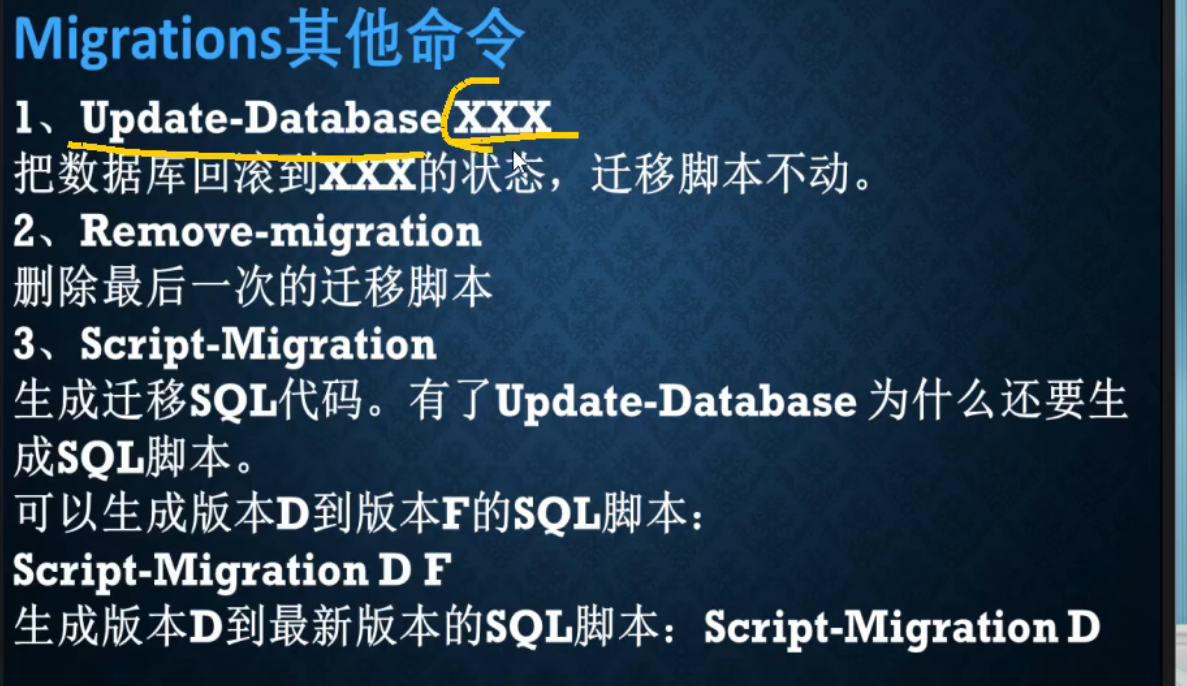 Migrations其他命令
1、Update-Database XXX
把数据库回滚到XXX的状态，迁移脚本不动。
2、Remove-migration
删除最后一次的迁移脚本
3、Script-Migration
生成迁移SQL代码。有了Update-Database 为什么还要生
成SQL脚本。
可以生成版本D到版本F的SQL脚本：
Script-Migration D F
生成版本D到最新版本的SQL脚本：Script-Migration D